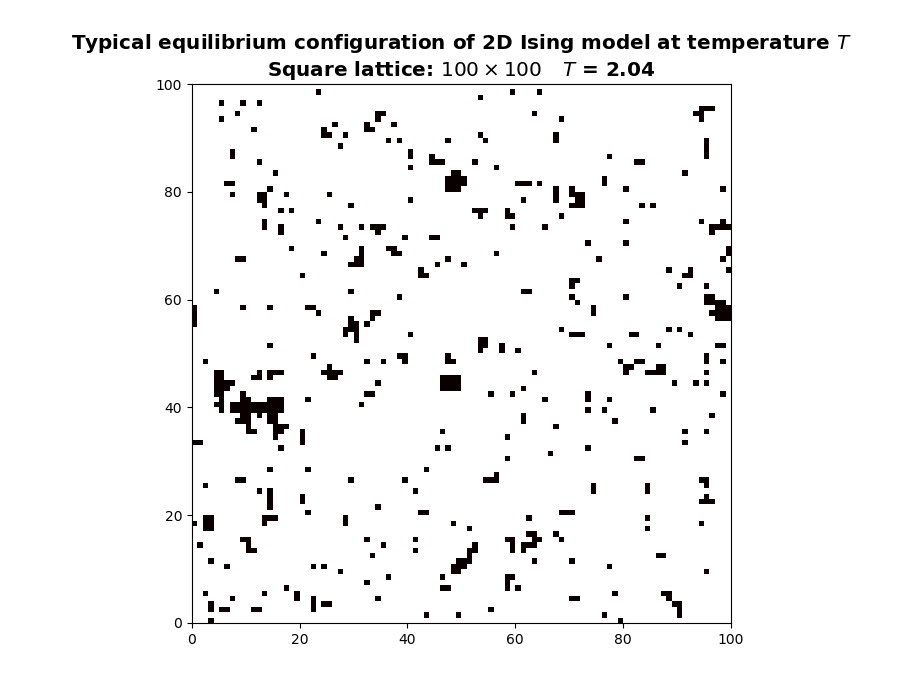 Typical equilibrium configuration of 2D Ising model at temperature T
Square lattice: 100 × 100 T = 2.04
100
80
60
40
20
0
0 20 40 60 80 100